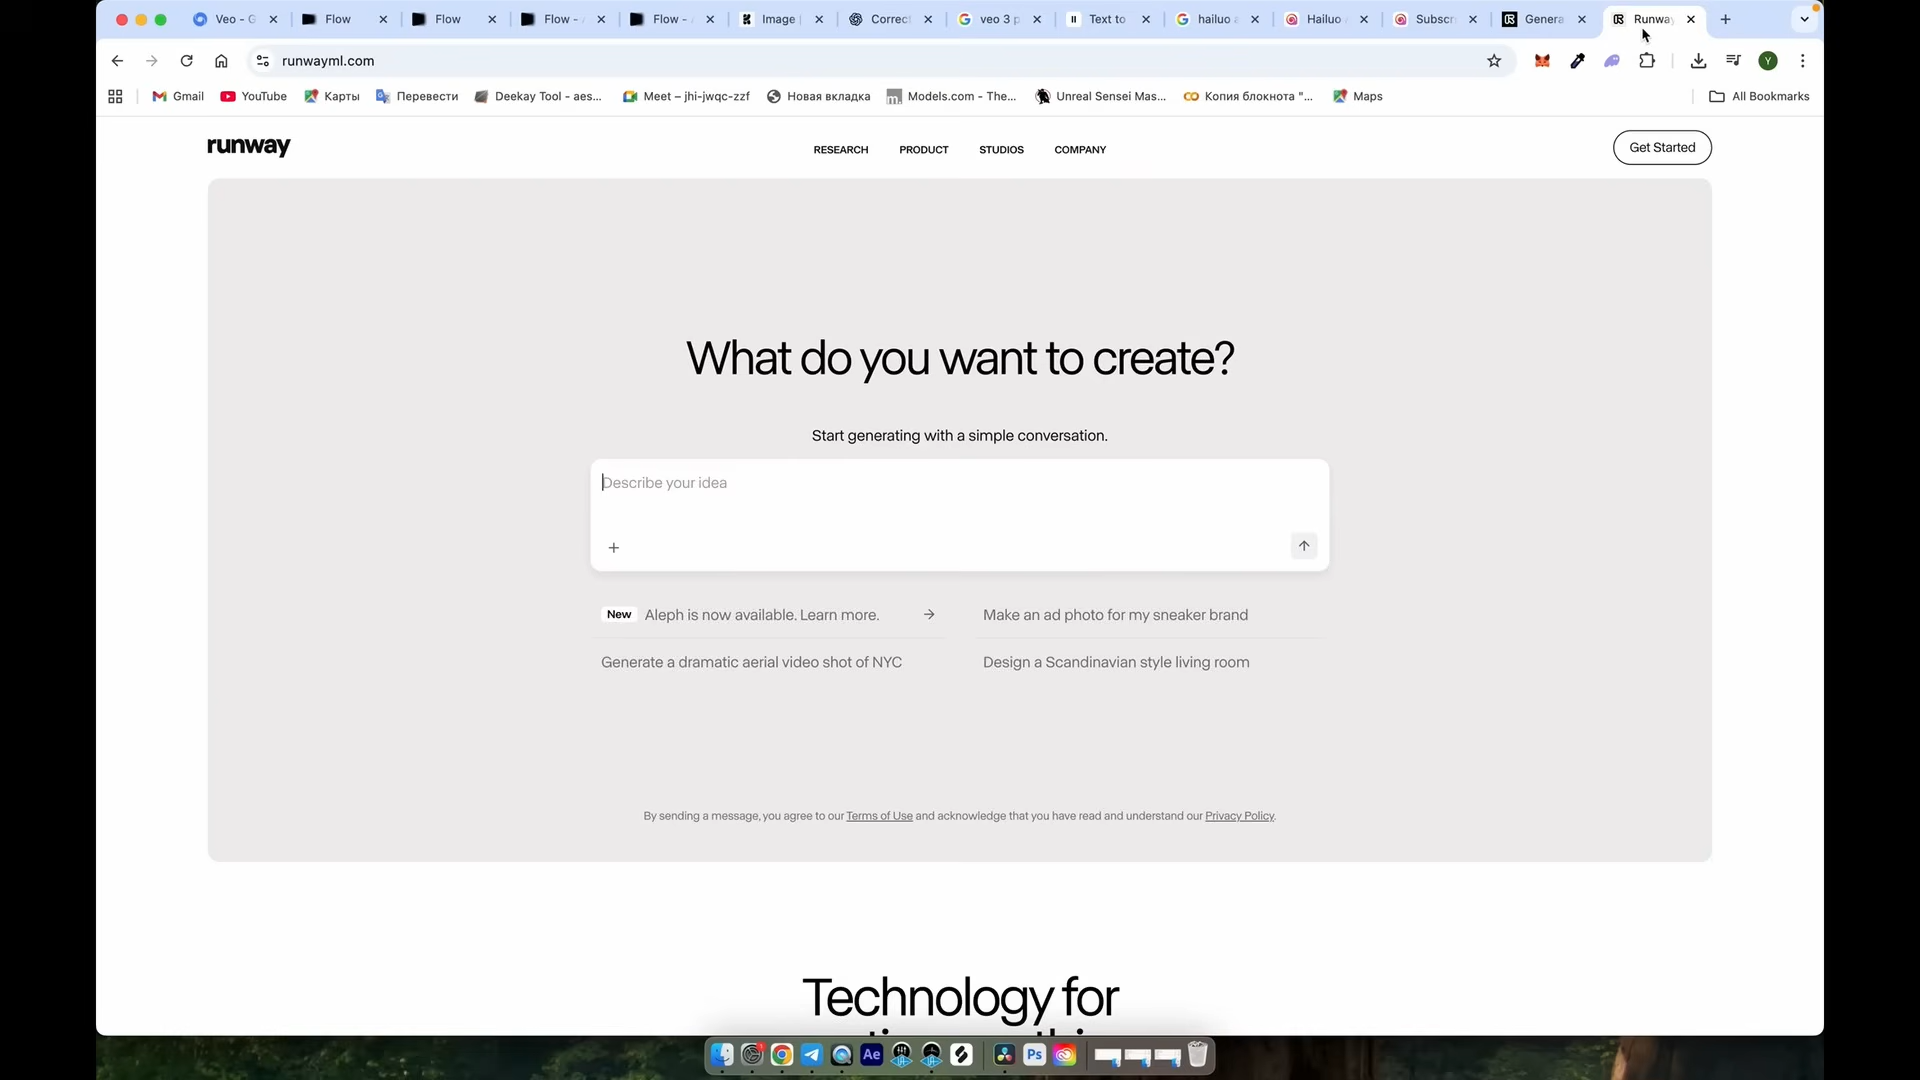 Veo - G
Flow
Flow
Flow -
Flow -
Image
Correc
veo 3 p
Text to
hailuo a
Hailuo
Subscr
Genera
Runway
runwayml.com
Y
Gmail
YouTube
Карты
Перевести
Deekay Tool - aes...
Meet – jhi-jwqc-zzf
Новая вкладка
Models.com - The...
Unreal Sensei Mas...
Копия блокнота "...
Maps
All Bookmarks
runway
RESEARCH
PRODUCT
STUDIOS
COMPANY
Get Started
What do you want to create?
Start generating with a simple conversation.
Describe your idea
New Aleph is now available. Learn more.
Make an ad photo for my sneaker brand
Generate a dramatic aerial video shot of NYC
Design a Scandinavian style living room
By sending a message, you agree to our Terms of Use and acknowledge that you have read and understand our Privacy Policy.
Technology for
Ae
Ps